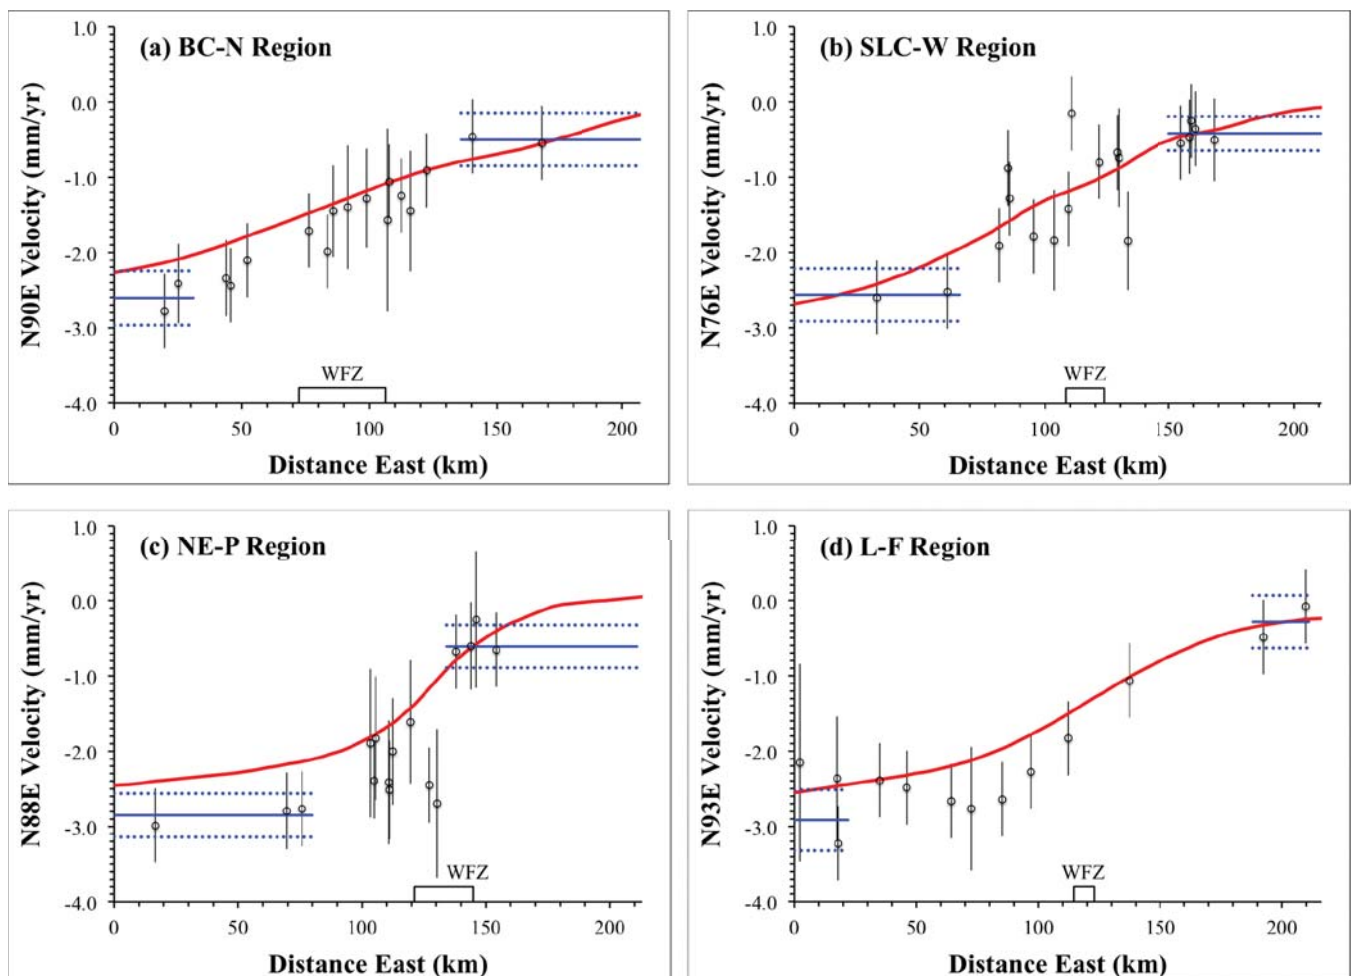 (a) BC-N Region
N90E Velocity (mm/yr)
1.0
0.0
-1.0
-2.0
-3.0
-4.0
WFZ
0 50 100 150 200
Distance East (km)
(b) SLC-W Region
N76E Velocity (mm/yr)
1.0
0.0
-1.0
-2.0
-3.0
-4.0
WFZ
0 50 100 150 200
Distance East (km)
(c) NE-P Region
N88E Velocity (mm/yr)
1.0
0.0
-1.0
-2.0
-3.0
-4.0
WFZ
0 50 100 150 200
Distance East (km)
(d) L-F Region
N93E Velocity (mm/yr)
1.0
0.0
-1.0
-2.0
-3.0
-4.0
WFZ
0 50 100 150 200
Distance East (km)